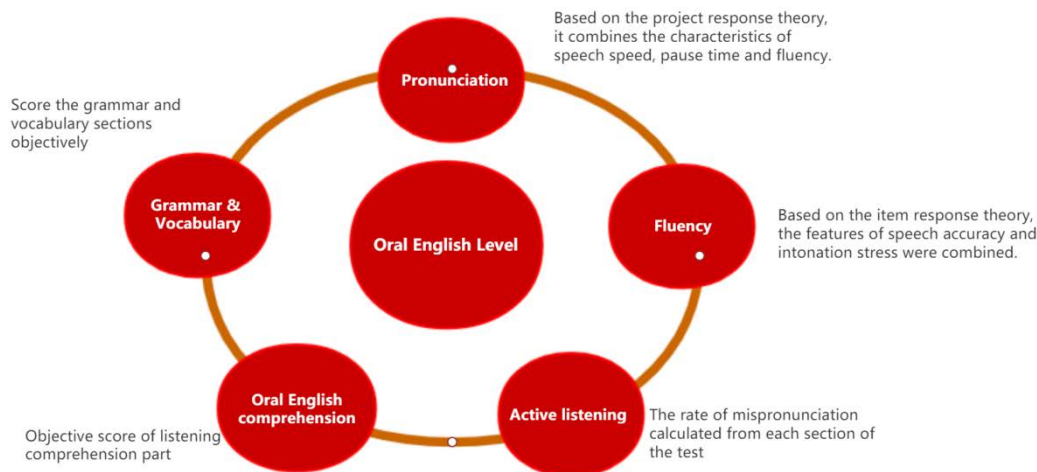 Based on the project response theory,
it combines the characteristics of
speech speed, pause time and fluency.
Pronunciation
Score the grammar and
vocabulary sections
objectively
Grammar &
Vocabulary
Oral English Level
Fluency
Based on the item response theory,
the features of speech accuracy and
intonation stress were combined.
Oral English
comprehension
Active listening
Objective score of listening
comprehension part
The rate of mispronunciation
calculated from each section of
the test